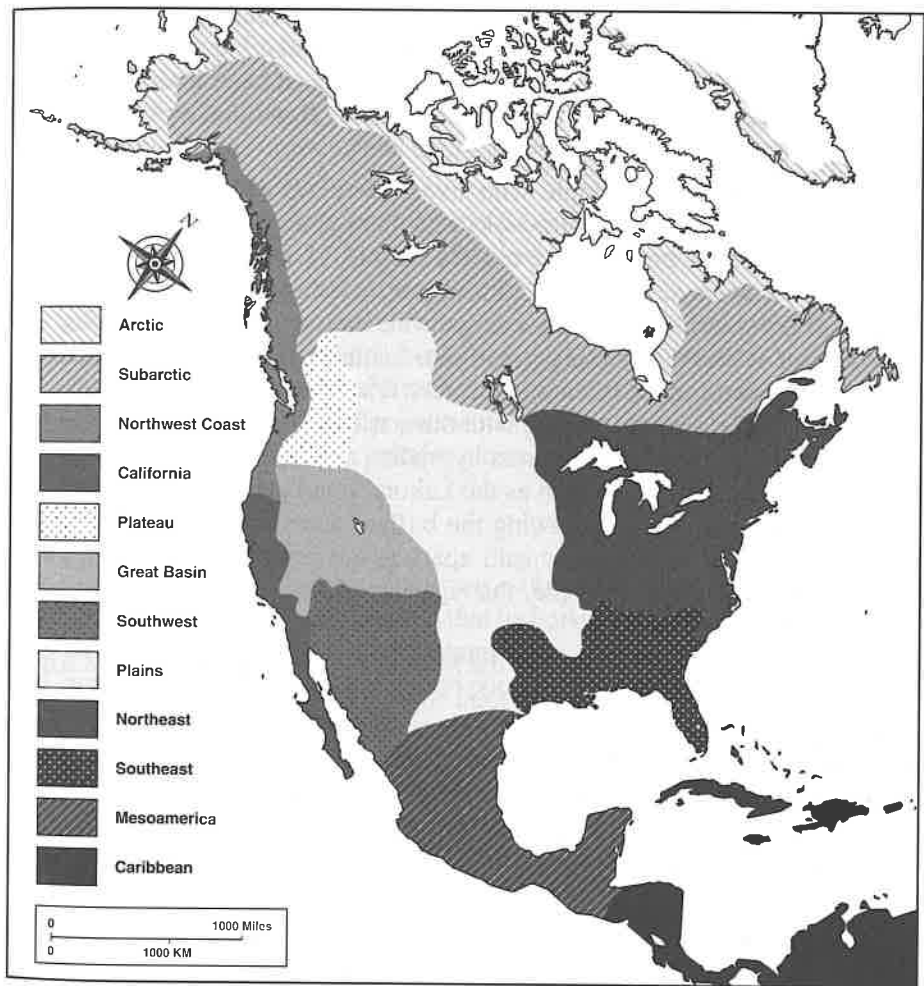 N
Arctic
Subarctic
Northwest Coast
California
Plateau
Great Basin
Southwest
Plains
Northeast
Southeast
Mesoamerica
Caribbean
0 1000 Miles
0 1000 KM